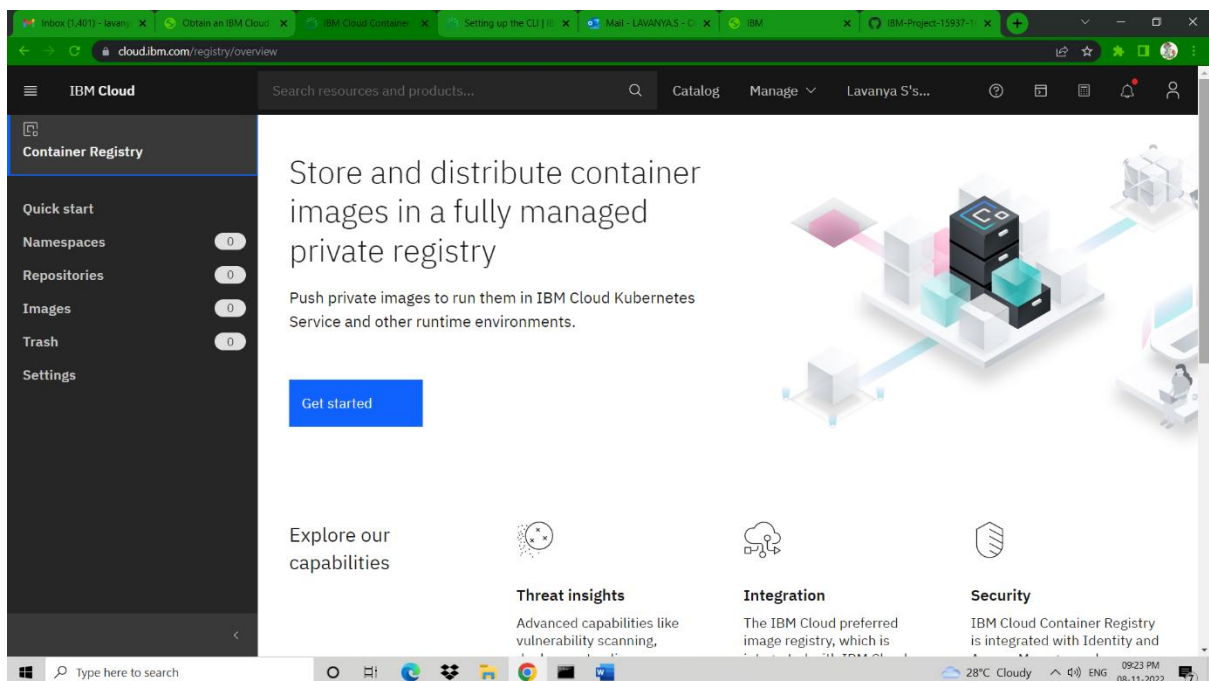 Inbox (1,401) - lavany
Obtain an IBM Clou
IBM Cloud Container
Setting up the CLI | IB
Mail - LAVANYA.S - O
IBM
IBM-Project-15937-1
cloud.ibm.com/registry/overview
IBM Cloud
Search resources and products...
Catalog
Manage
Lavanya S's...
Container Registry
Quick start
Namespaces 0
Repositories 0
Images 0
Trash 0
Settings
Store and distribute container
images in a fully managed
private registry
Push private images to run them in IBM Cloud Kubernetes
Service and other runtime environments.
Get started
Explore our
capabilities
Threat insights
Advanced capabilities like
vulnerability scanning,
Integration
The IBM Cloud preferred
image registry, which is
Security
IBM Cloud Container Registry
is integrated with Identity and
Type here to search
28°C Cloudy
ENG
09:23 PM
08-11-2022
7